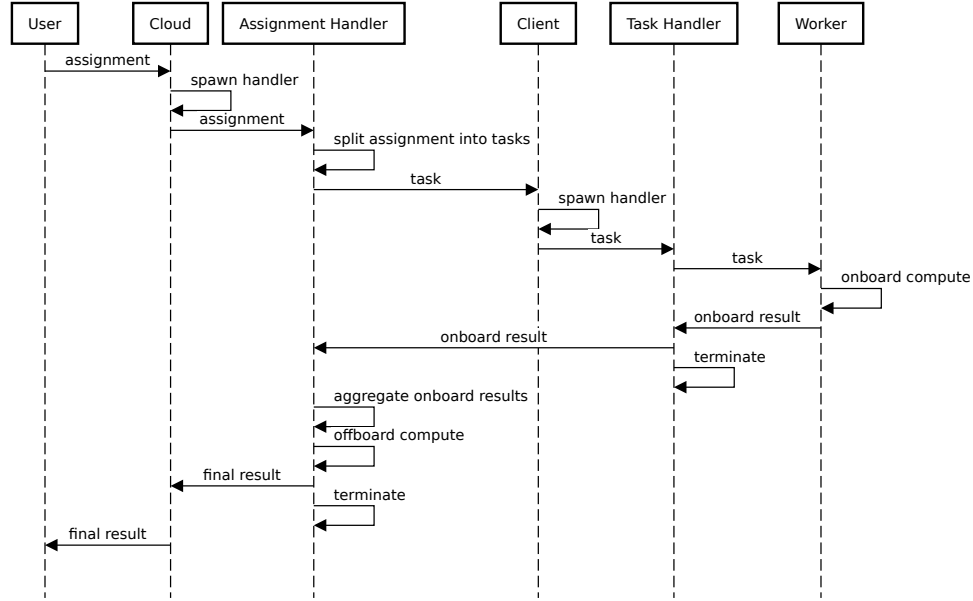 User
Cloud
Assignment Handler
Client
Task Handler
Worker
assignment
spawn handler
assignment
split assignment into tasks
task
spawn handler
task
task
onboard compute
onboard result
onboard result
terminate
aggregate onboard results
offboard compute
final result
terminate
final result